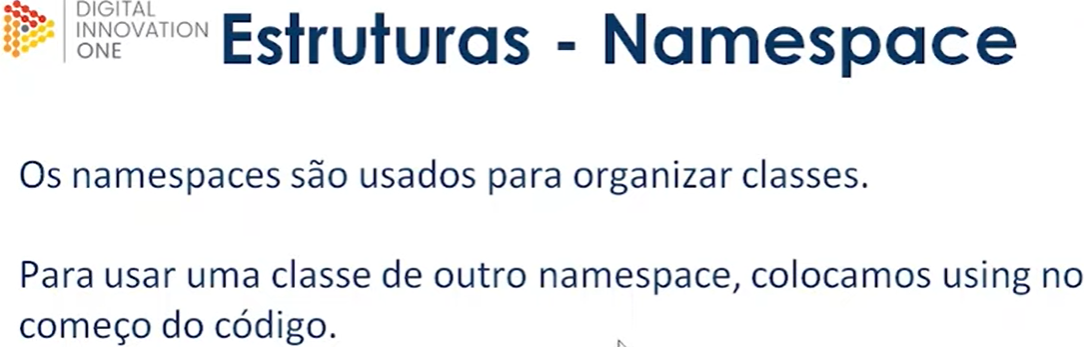 DIGITAL
INNOVATION
ONE
Estruturas - Namespace
Os namespaces são usados para organizar classes.
Para usar uma classe de outro namespace, colocamos using no
começo do código.